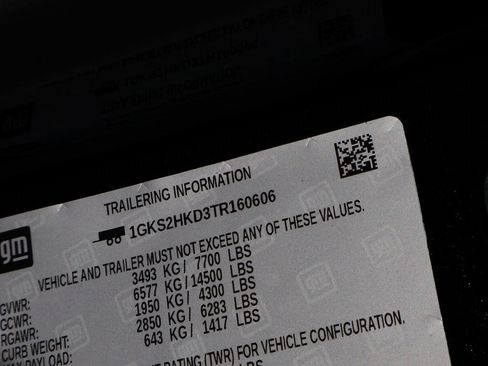 TRAILERING INFORMATION
1GKS2HKD3TR160606
gm
VEHICLE AND TRAILER MUST NOT EXCEED ANY OF THESE VALUES.
GVWR: 3493 KG / 7700 LBS
GCWR: 6577 KG / 14500 LBS
RGAWR: 1950 KG / 4300 LBS
CURB WEIGHT: 2850 KG / 6283 LBS
PAYLOAD: 643 KG / 1417 LBS
RATING (TWR) FOR VEHICLE CONFIGURATION.